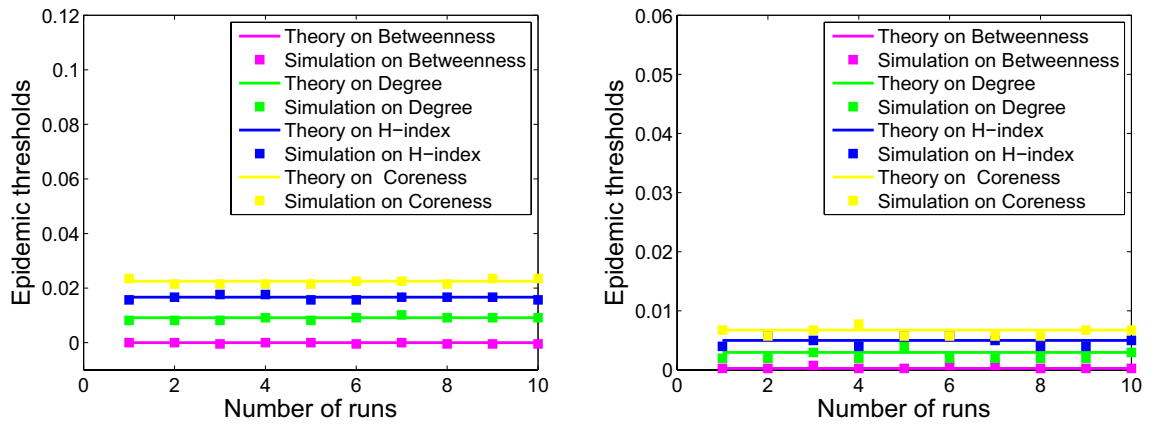 0.12
0.1
0.08
0.06
0.04
0.02
0
Epidemic thresholds
Theory on Betweenness
Simulation on Betweenness
Theory on Degree
Simulation on Degree
Theory on H−index
Simulation on H−index
Theory on Coreness
Simulation on Coreness
0 2 4 6 8 10
Number of runs
0.06
0.05
0.04
0.03
0.02
0.01
0
Epidemic thresholds
Theory on Betweenness
Simulation on Betweenness
Theory on Degree
Simulation on Degree
Theory on H−index
Simulation on H−index
Theory on Coreness
Simulation on Coreness
0 2 4 6 8 10
Number of runs